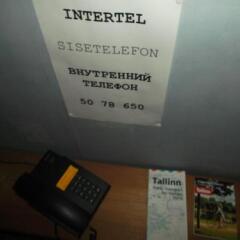 INTERTEL
SISETELEFON
ВНУТРЕННИЙ
ТЕЛЕФОН
50 78 650
Tallinn